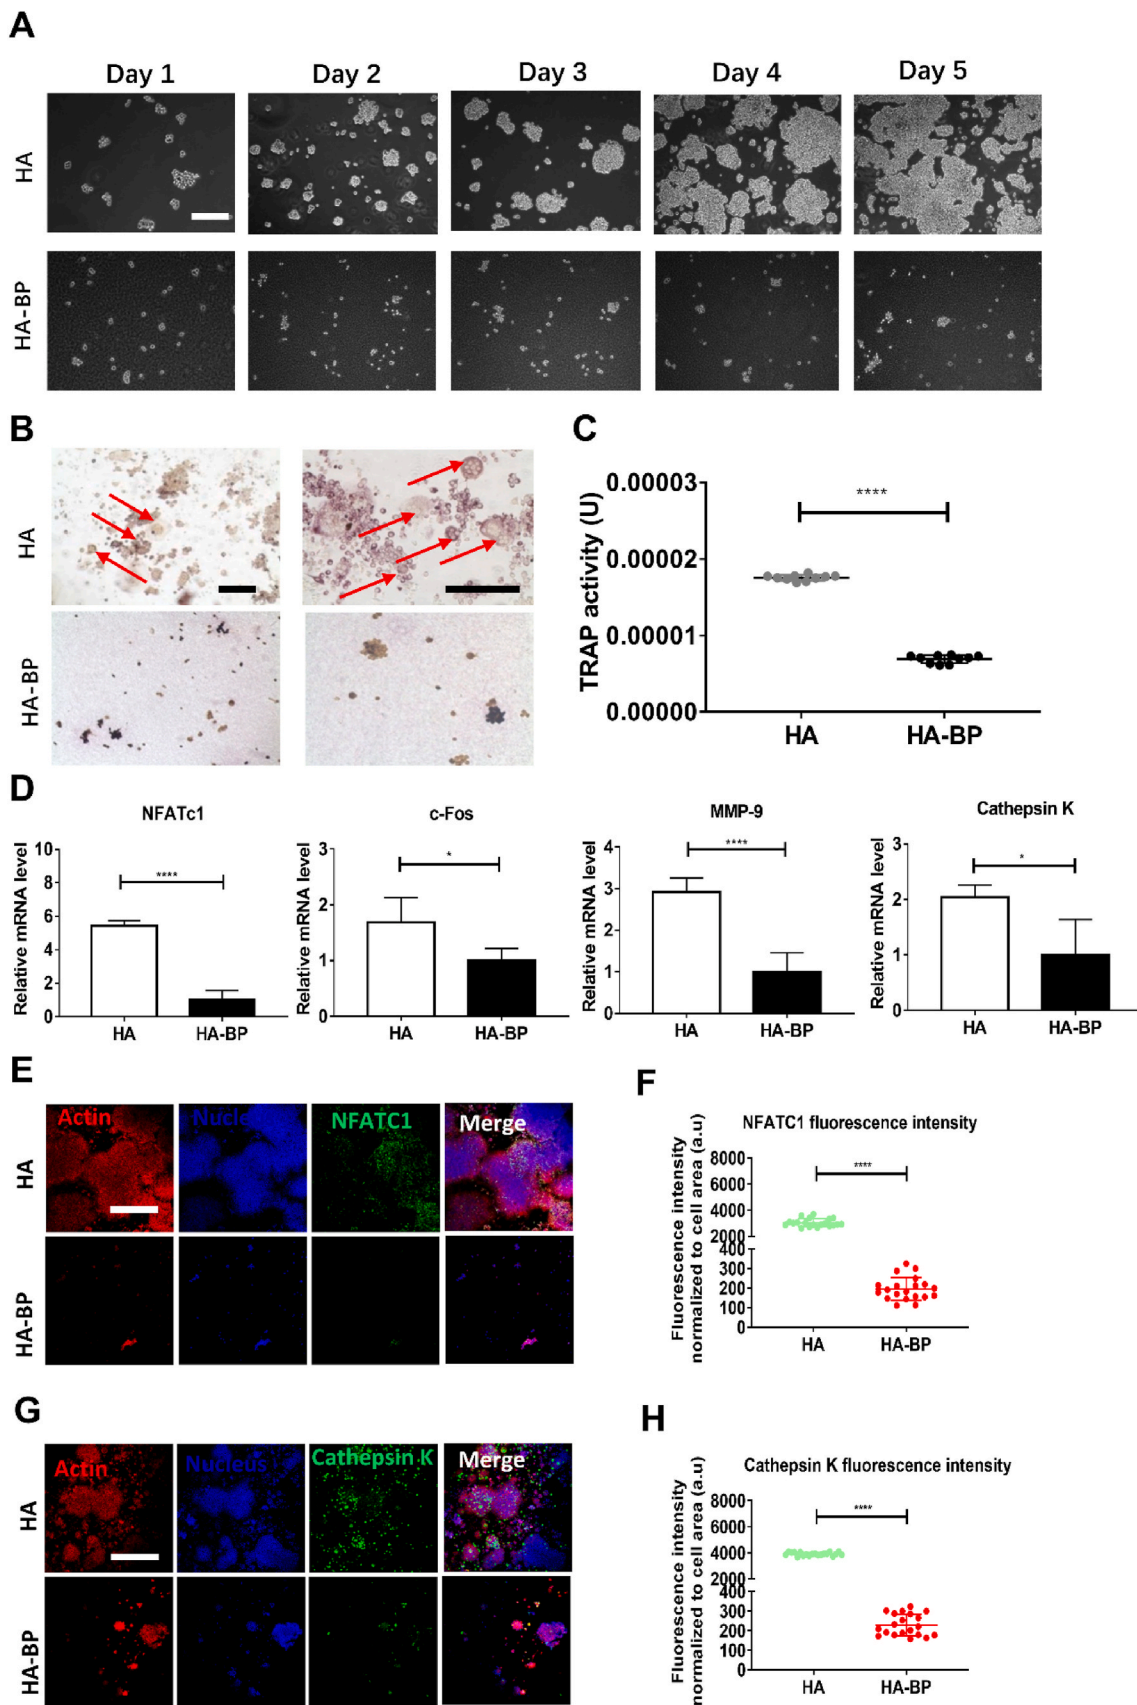 A
Day 1 Day 2 Day 3 Day 4 Day 5
HA
HA-BP
B
HA
HA-BP
C
TRAP activity (U)
0.00003
0.00002
0.00001
0.00000
****
HA HA-BP
D
NFATc1
Relative mRNA level
10
8
6
4
2
0
****
HA HA-BP
c-Fos
Relative mRNA level
3
2
1
0
*
HA HA-BP
MMP-9
Relative mRNA level
4
3
2
1
0
****
HA HA-BP
Cathepsin K
Relative mRNA level
3
2
1
0
*
HA HA-BP
E
Actin Nucleus NFATC1 Merge
HA
HA-BP
F
NFATC1 fluorescence intensity
Fluorescence intensity
normalized to cell area (a.u)
8000
6000
4000
2000
400
300
200
100
0
****
HA HA-BP
G
Actin Nucleus Cathepsin K Merge
HA
HA-BP
H
Cathepsin K fluorescence intensity
Fluorescence intensity
normalized to cell area (a.u)
8000
6000
4000
2000
400
300
200
100
0
****
HA HA-BP